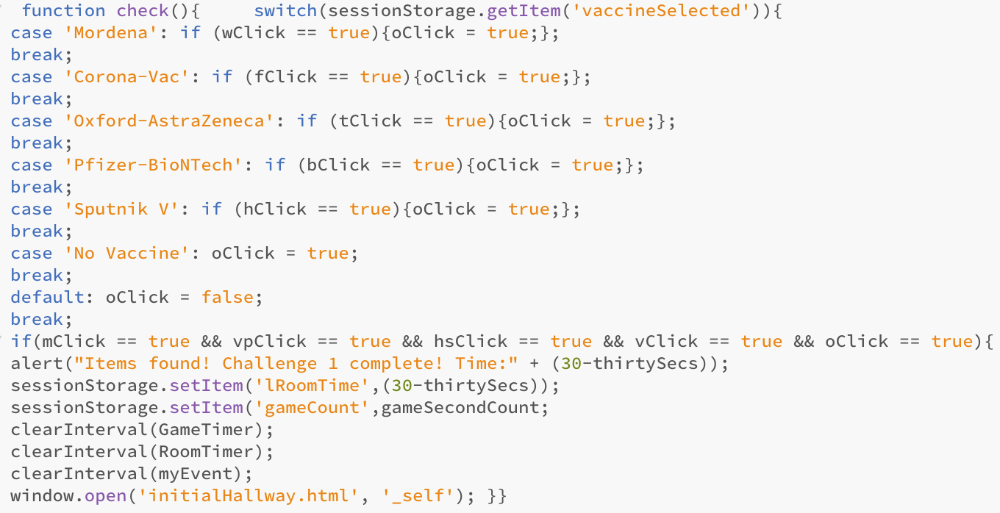 function check(){     switch(sessionStorage.getItem('vaccineSelected')){
case 'Mordena': if (wClick == true){oClick = true;};
break;
case 'Corona-Vac': if (fClick == true){oClick = true;};
break;
case 'Oxford-AstraZeneca': if (tClick == true){oClick = true;};
break;
case 'Pfizer-BioNTech': if (bClick == true){oClick = true;};
break;
case 'Sputnik V': if (hClick == true){oClick = true;};
break;
case 'No Vaccine': oClick = true;
break;
default: oClick = false;
break;
if(mClick == true && vpClick == true && hsClick == true && vClick == true && oClick == true){
alert("Items found! Challenge 1 complete! Time:" + (30-thirtySecs));
sessionStorage.setItem('lRoomTime',(30-thirtySecs));
sessionStorage.setItem('gameCount',gameSecondCount;
clearInterval(GameTimer);
clearInterval(RoomTimer);
clearInterval(myEvent);
window.open('initialHallway.html', '_self'); }}